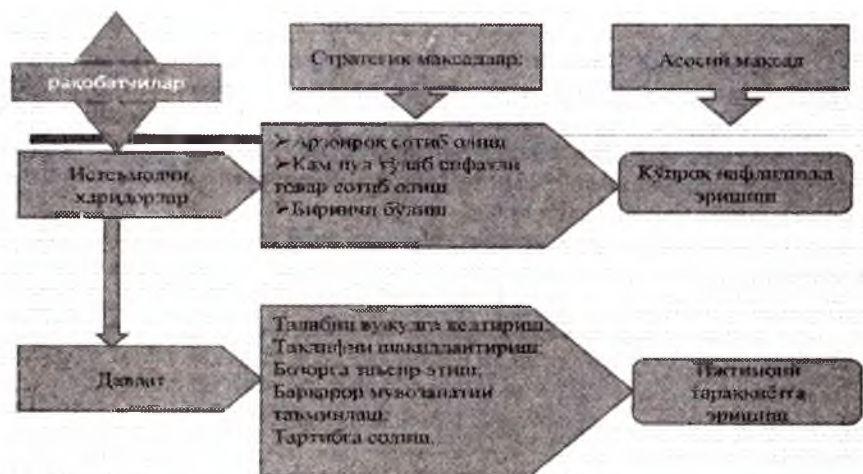 рақобатчилар
Стратегик мақсадлар:
Асосий мақсад
Истеъмолчи,
харидорлар
➢Арзонроқ сотиб олиш
➢Кам пул тўлаб сифатли
товар сотиб олиш
➢Биринчи бўлиш
Кўпроқ нафлиликка
эришиш
Давлат
Талабни вужудга келтириш;
Таклифни шакллантириш;
Бозорга таъсир этиш;
Барқарор мувозанатни
таъминлаш;
Тартибга солиш.
Ижтимоий
тараққиётга
эришиш